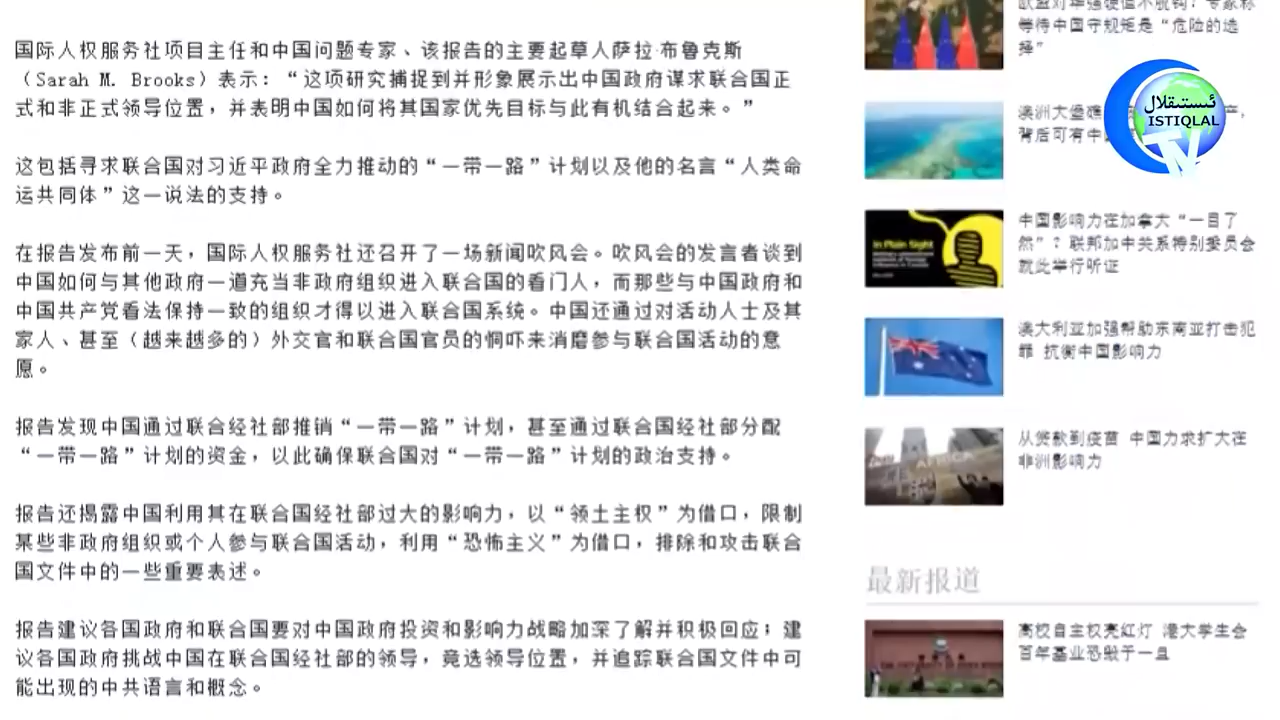 国际人权服务社项目主任和中国问题专家、该报告的主要起草人萨拉·布鲁克斯
（Sarah M. Brooks）表示：“这项研究捕捉到并形象展示出中国政府谋求联合国正
式和非正式领导位置，并表明中国如何将其国家优先目标与此有机结合起来。”
这包括寻求联合国对习近平政府全力推动的“一带一路”计划以及他的名言“人类命
运共同体”这一说法的支持。
在报告发布前一天，国际人权服务社还召开了一场新闻吹风会。吹风会的发言者谈到
中国如何与其他政府一道充当非政府组织进入联合国的看门人，而那些与中国政府和
中国共产党看法保持一致的组织才得以进入联合国系统。中国还通过对活动人士及其
家人、甚至（越来越多的）外交官和联合国官员的恫吓来消磨参与联合国活动的意
愿。
报告发现中国通过联合经社部推销“一带一路”计划，甚至通过联合国经社部分配
“一带一路”计划的资金，以此确保联合国对“一带一路”计划的政治支持。
报告还揭露中国利用其在联合国经社部过大的影响力，以“领土主权”为借口，限制
某些非政府组织或个人参与联合国活动，利用“恐怖主义”为借口，排除和攻击联合
国文件中的一些重要表述。
报告建议各国政府和联合国要对中国政府投资和影响力战略加深了解并积极回应；建
议各国政府挑战中国在联合国经社部的领导，竞选领导位置，并追踪联合国文件中可
能出现的中共语言和概念。
欧盟对华强硬但不脱钩：专家称
等待中国守规矩是“危险的选
择”
澳洲大堡礁
背后可有中
ئىستىقلال
ISTIQLAL
TV
In Plain Sight
中国影响力在加拿大“一目了
然”？联邦加中关系特别委员会
就此举行听证
澳大利亚加强帮助东南亚打击犯
罪 抗衡中国影响力
AFRICA
从贷款到疫苗 中国力求扩大在
非洲影响力
最新报道
高校自主权亮红灯 港大学生会
百年基业恐毁于一旦